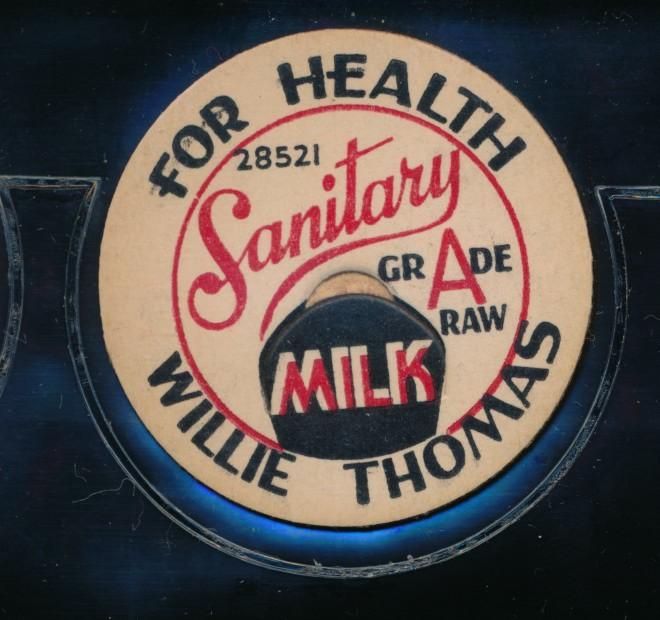 FOR HEALTH
28521
Sanitary
GRADE
RAW
MILK
WILLIE THOMAS